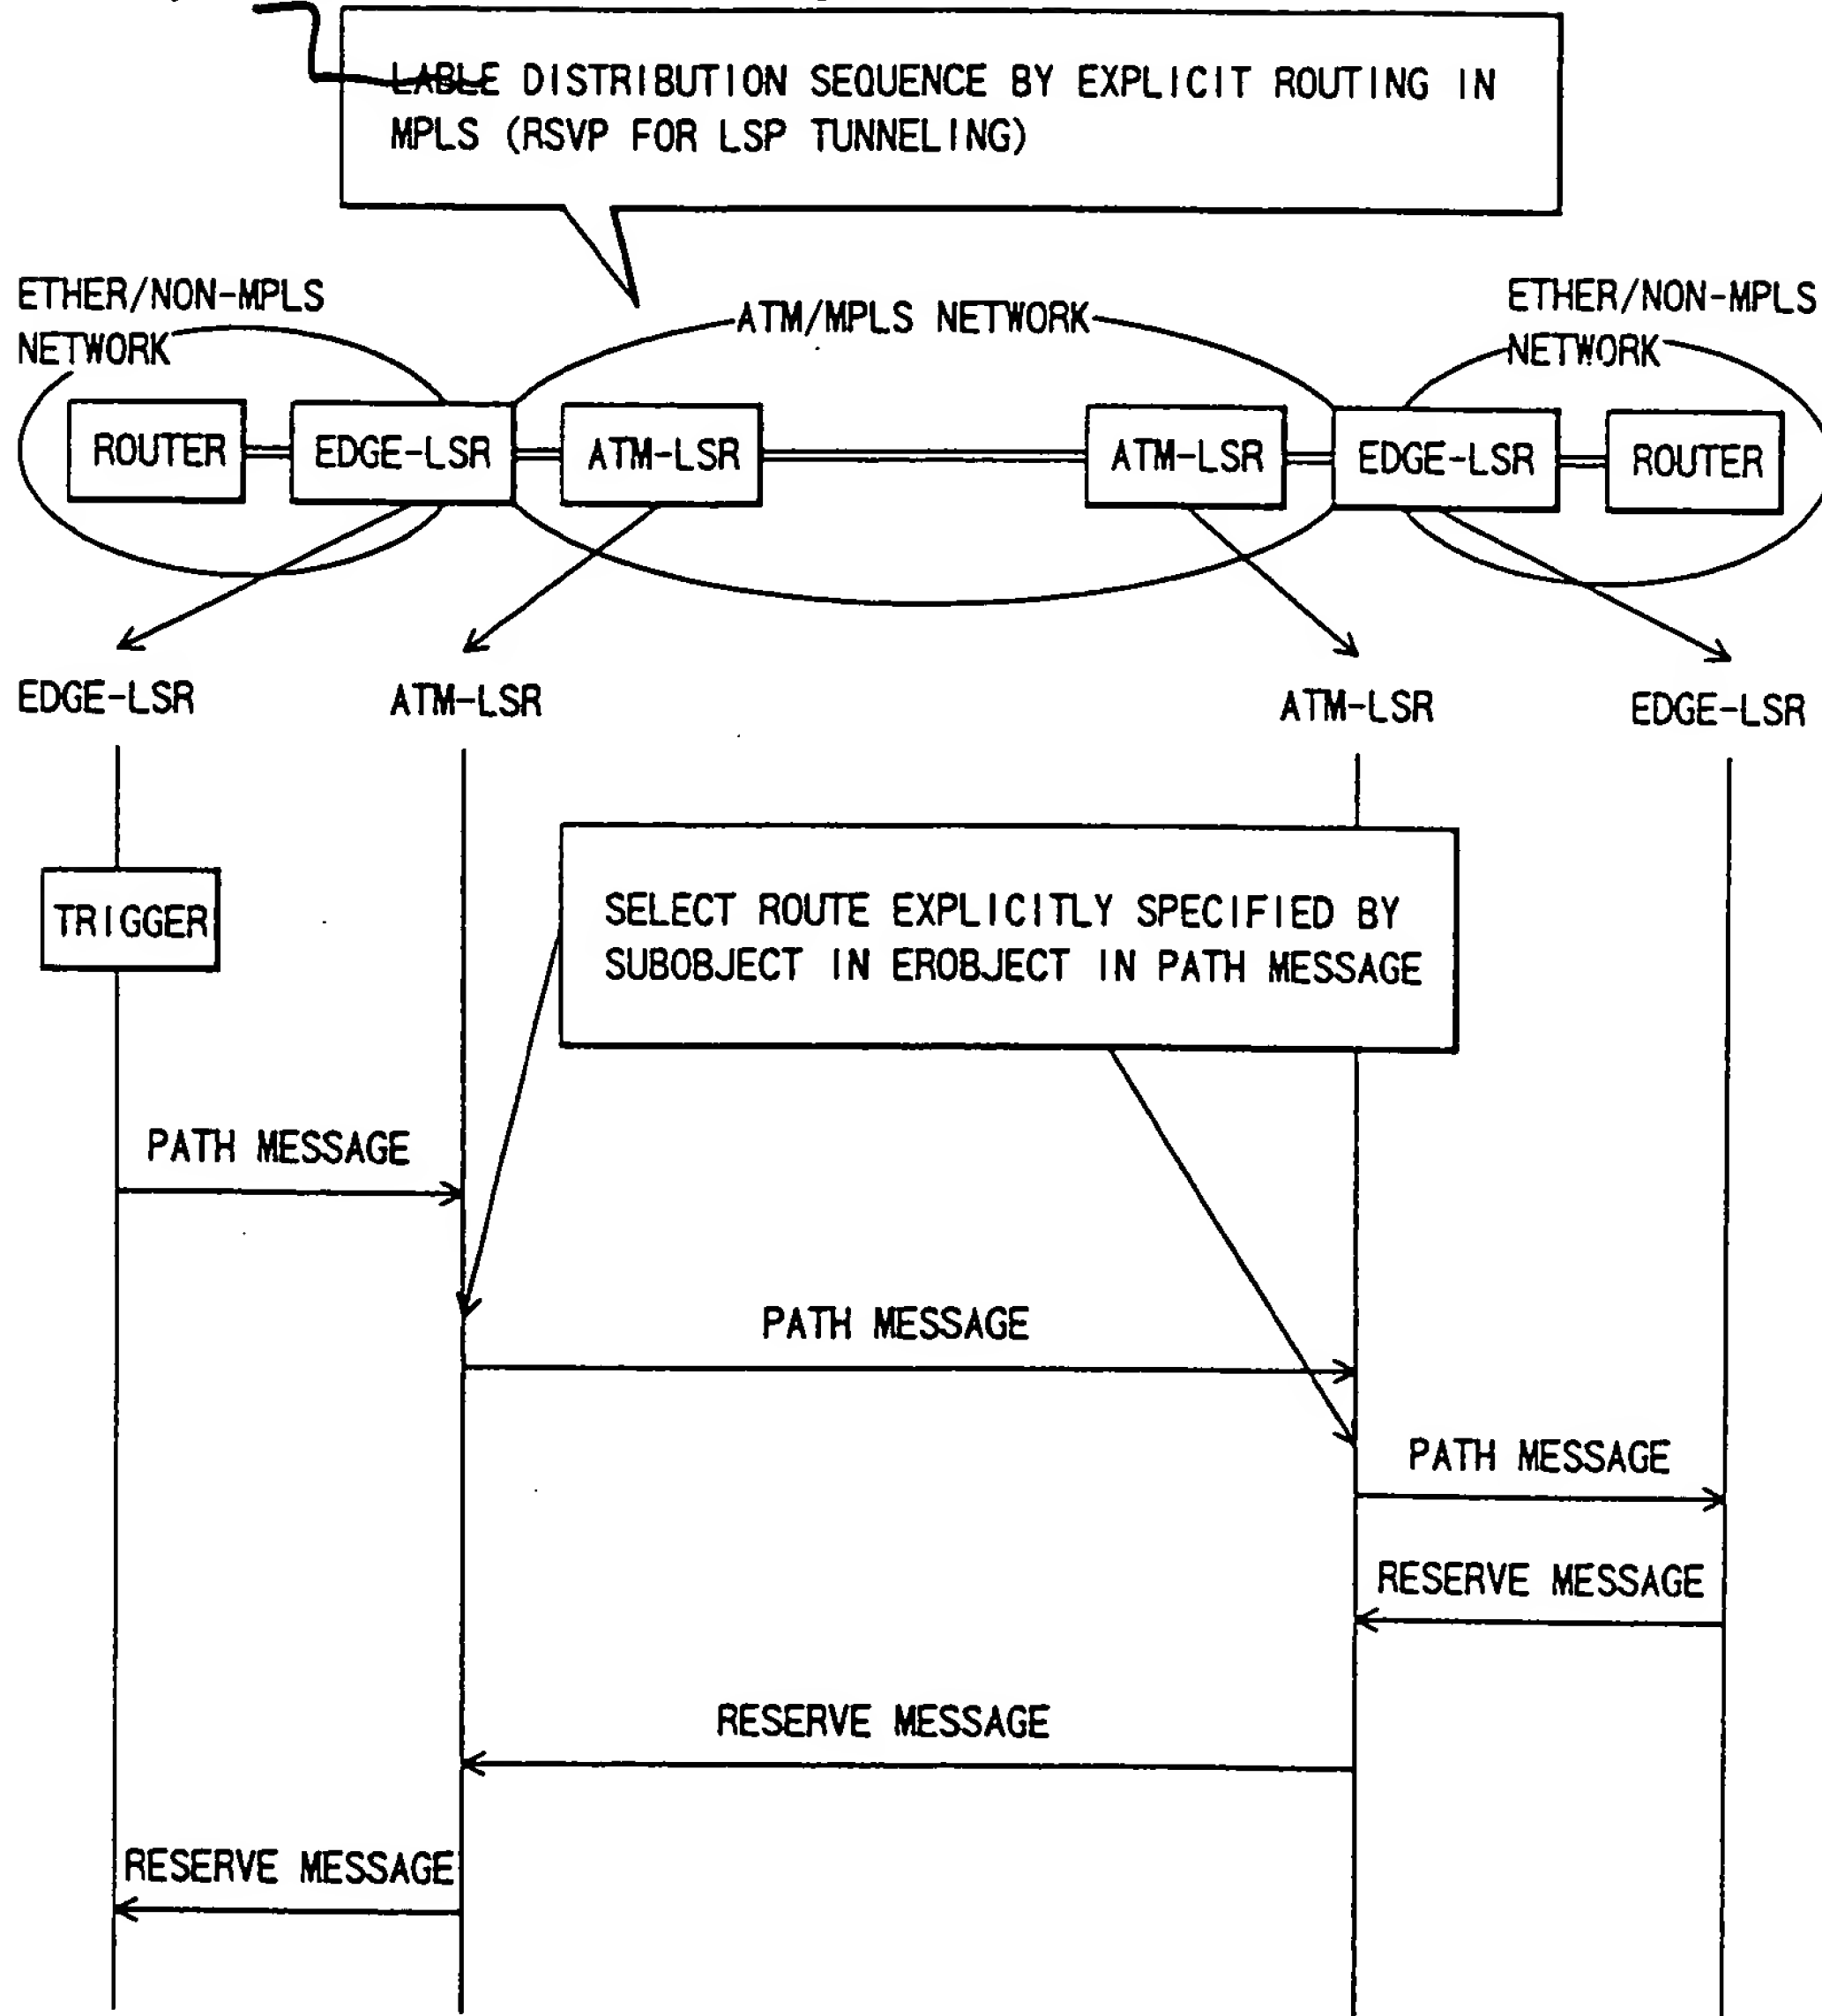 LABLE DISTRIBUTION SEQUENCE BY EXPLICIT ROUTING IN
MPLS (RSVP FOR LSP TUNNELING)
ETHER/NON-MPLS
NETWORK
ATM/MPLS NETWORK
ETHER/NON-MPLS
NETWORK
ROUTER
EDGE-LSR
ATM-LSR
ATM-LSR
EDGE-LSR
ROUTER
EDGE-LSR
ATM-LSR
ATM-LSR
EDGE-LSR
TRIGGER
SELECT ROUTE EXPLICITLY SPECIFIED BY
SUBOBJECT IN EROBJECT IN PATH MESSAGE
PATH MESSAGE
PATH MESSAGE
PATH MESSAGE
RESERVE MESSAGE
RESERVE MESSAGE
RESERVE MESSAGE